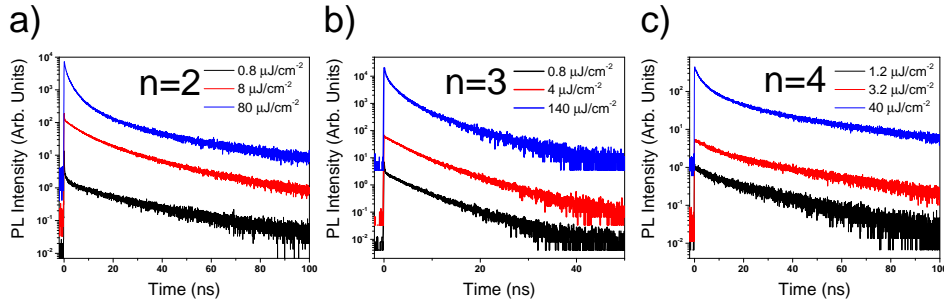 a)
n=2
0.8 μJ/cm⁻²
8 μJ/cm⁻²
80 μJ/cm⁻²
PL Intensity (Arb. Units)
10⁴
10³
10²
10¹
10⁰
10⁻¹
10⁻²
0 20 40 60 80 100
Time (ns)
b)
n=3
0.8 μJ/cm⁻²
4 μJ/cm⁻²
140 μJ/cm⁻²
PL Intensity (Arb. Units)
10⁴
10³
10²
10¹
10⁰
10⁻¹
10⁻²
0 20 40
Time (ns)
c)
n=4
1.2 μJ/cm⁻²
3.2 μJ/cm⁻²
40 μJ/cm⁻²
PL Intensity (Arb. Units)
10²
10¹
10⁰
10⁻¹
10⁻²
0 20 40 60 80 100
Time (ns)